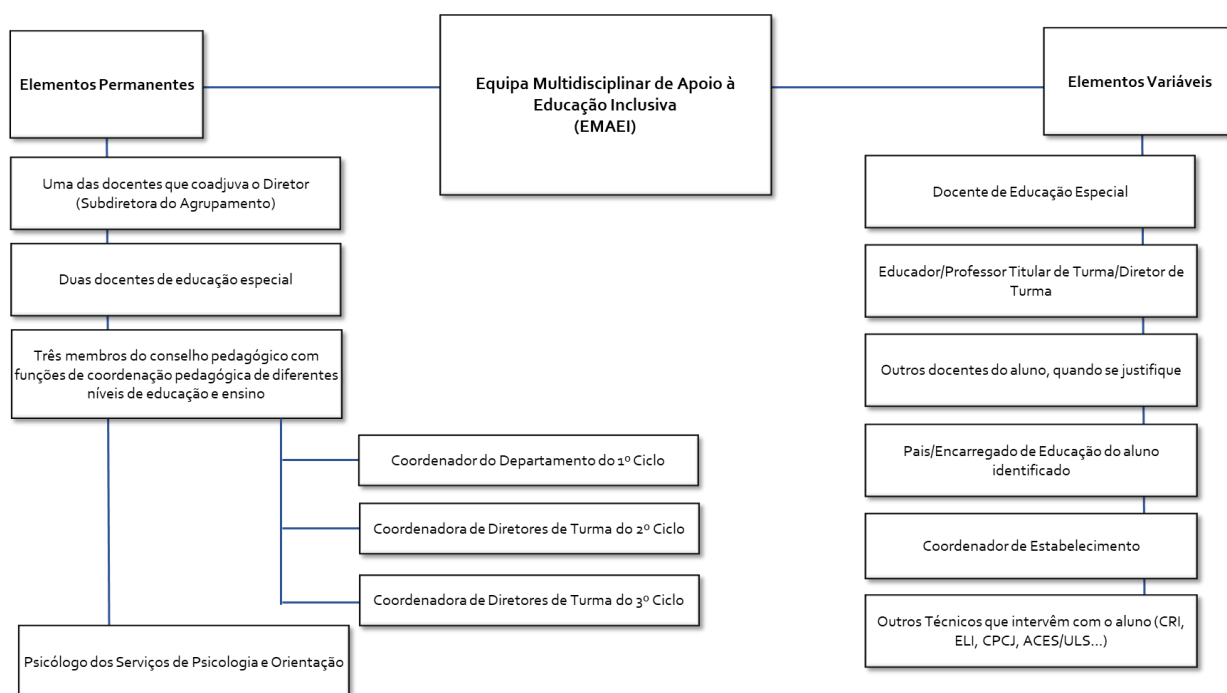 Elementos Permanentes
Equipa Multidisciplinar de Apoio à
Educação Inclusiva
(EMAEI)
Elementos Variáveis
Uma das docentes que coadjuva o Diretor
(Subdiretora do Agrupamento)
Duas docentes de educação especial
Três membros do conselho pedagógico com
funções de coordenação pedagógica de diferentes
níveis de educação e ensino
Coordenador do Departamento do 1º Ciclo
Coordenadora de Diretores de Turma do 2º Ciclo
Coordenadora de Diretores de Turma do 3º Ciclo
Psicólogo dos Serviços de Psicologia e Orientação
Docente de Educação Especial
Educador/Professor Titular de Turma/Diretor de
Turma
Outros docentes do aluno, quando se justifique
Pais/Encarregado de Educação do aluno
identificado
Coordenador de Estabelecimento
Outros Técnicos que intervêm com o aluno (CRI,
ELI, CPCJ, ACES/ULS...)